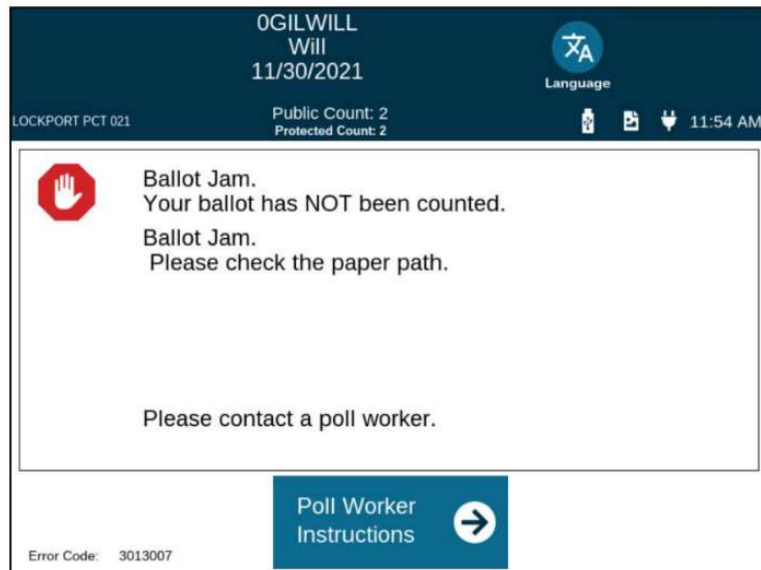 0GILWILL
Will
11/30/2021
Language
LOCKPORT PCT 021
Public Count: 2
Protected Count: 2
11:54 AM
Ballot Jam.
Your ballot has NOT been counted.
Ballot Jam.
Please check the paper path.
Please contact a poll worker.
Poll Worker
Instructions
Error Code: 3013007